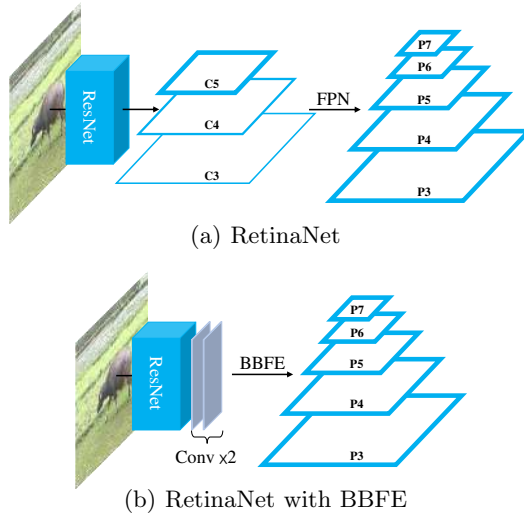 P7
P6
C5
P5
ResNet
FPN
C4
P4
C3
P3
(a) RetinaNet
P7
P6
ResNet
BBFE
P5
P4
Conv ×2
P3
(b) RetinaNet with BBFE